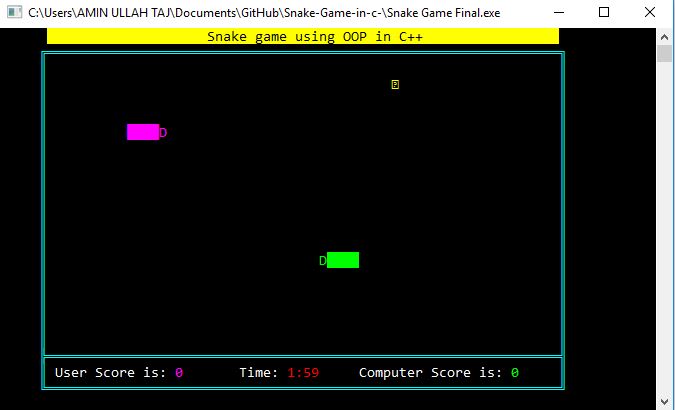 C:\Users\AMIN ULLAH TAJ\Documents\GitHub\Snake-Game-in-c-\Snake Game Final.exe
Snake game using OOP in C++
D
D
User Score is: 0 Time: 1:59 Computer Score is: 0